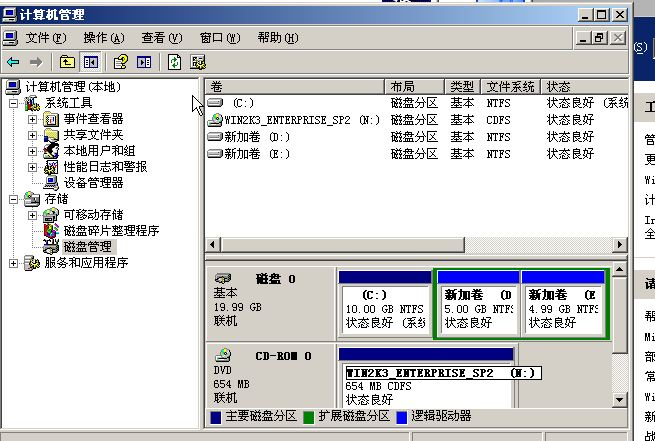 计算机管理
文件(F) 操作(A) 查看(V) 窗口(W) 帮助(H)
计算机管理(本地)
系统工具
事件查看器
共享文件夹
本地用户和组
性能日志和警报
设备管理器
存储
可移动存储
磁盘碎片整理程序
磁盘管理
服务和应用程序
卷 布局 类型 文件系统 状态
(C:) 磁盘分区 基本 NTFS 状态良好 (系统
WIN2K3_ENTERPRISE_SP2 (N:) 磁盘分区 基本 CDFS 状态良好
新加卷 (D:) 磁盘分区 基本 NTFS 状态良好
新加卷 (E:) 磁盘分区 基本 NTFS 状态良好
磁盘 0
基本
19.99 GB
联机
(C:)
10.00 GB NTFS
状态良好 (系统
新加卷 (D
5.00 GB NTFS
状态良好
新加卷 (E
4.99 GB NTFS
状态良好
CD-ROM 0
DVD
654 MB
联机
WIN2K3_ENTERPRISE_SP2 (N:)
654 MB CDFS
状态良好
主要磁盘分区 扩展磁盘分区 逻辑驱动器
(S)
工
管
更
Wi
计
In
全
请
帮
Mi
部
常
Wi
新
战